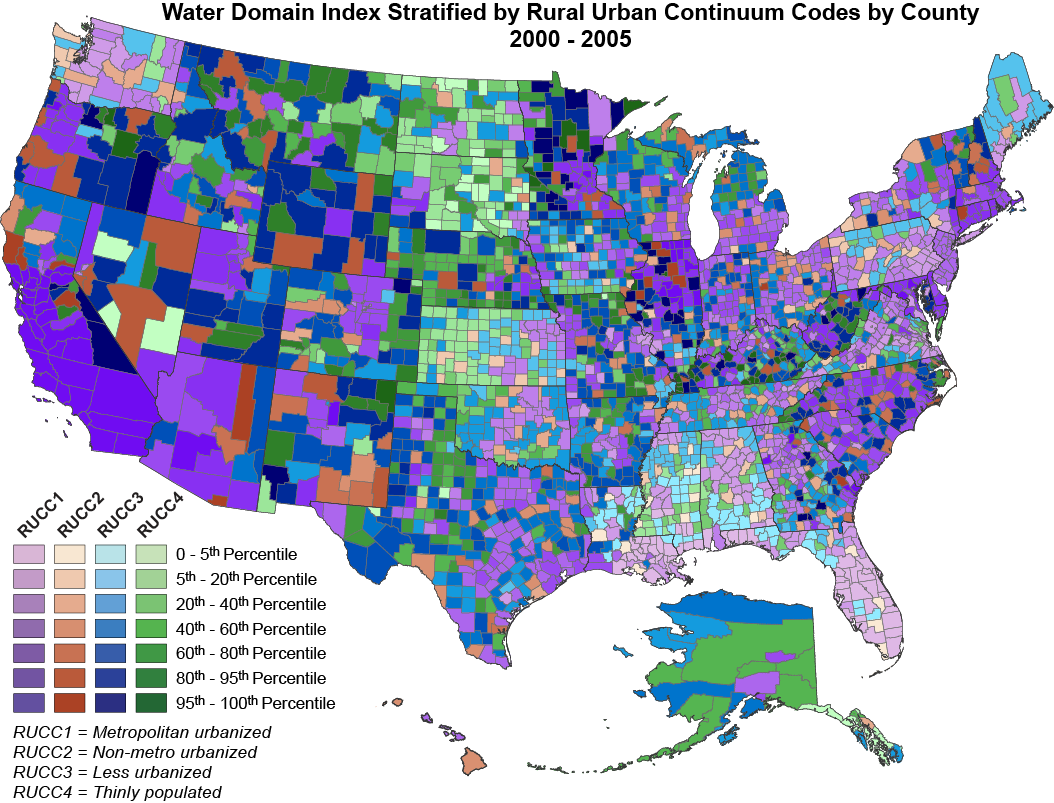 Water Domain Index Stratified by Rural Urban Continuum Codes by County
2000 - 2005
RUCC1
RUCC2
RUCC3
RUCC4
0 - 5th Percentile
5th - 20th Percentile
20th - 40th Percentile
40th - 60th Percentile
60th - 80th Percentile
80th - 95th Percentile
95th - 100th Percentile
RUCC1 = Metropolitan urbanized
RUCC2 = Non-metro urbanized
RUCC3 = Less urbanized
RUCC4 = Thinly populated